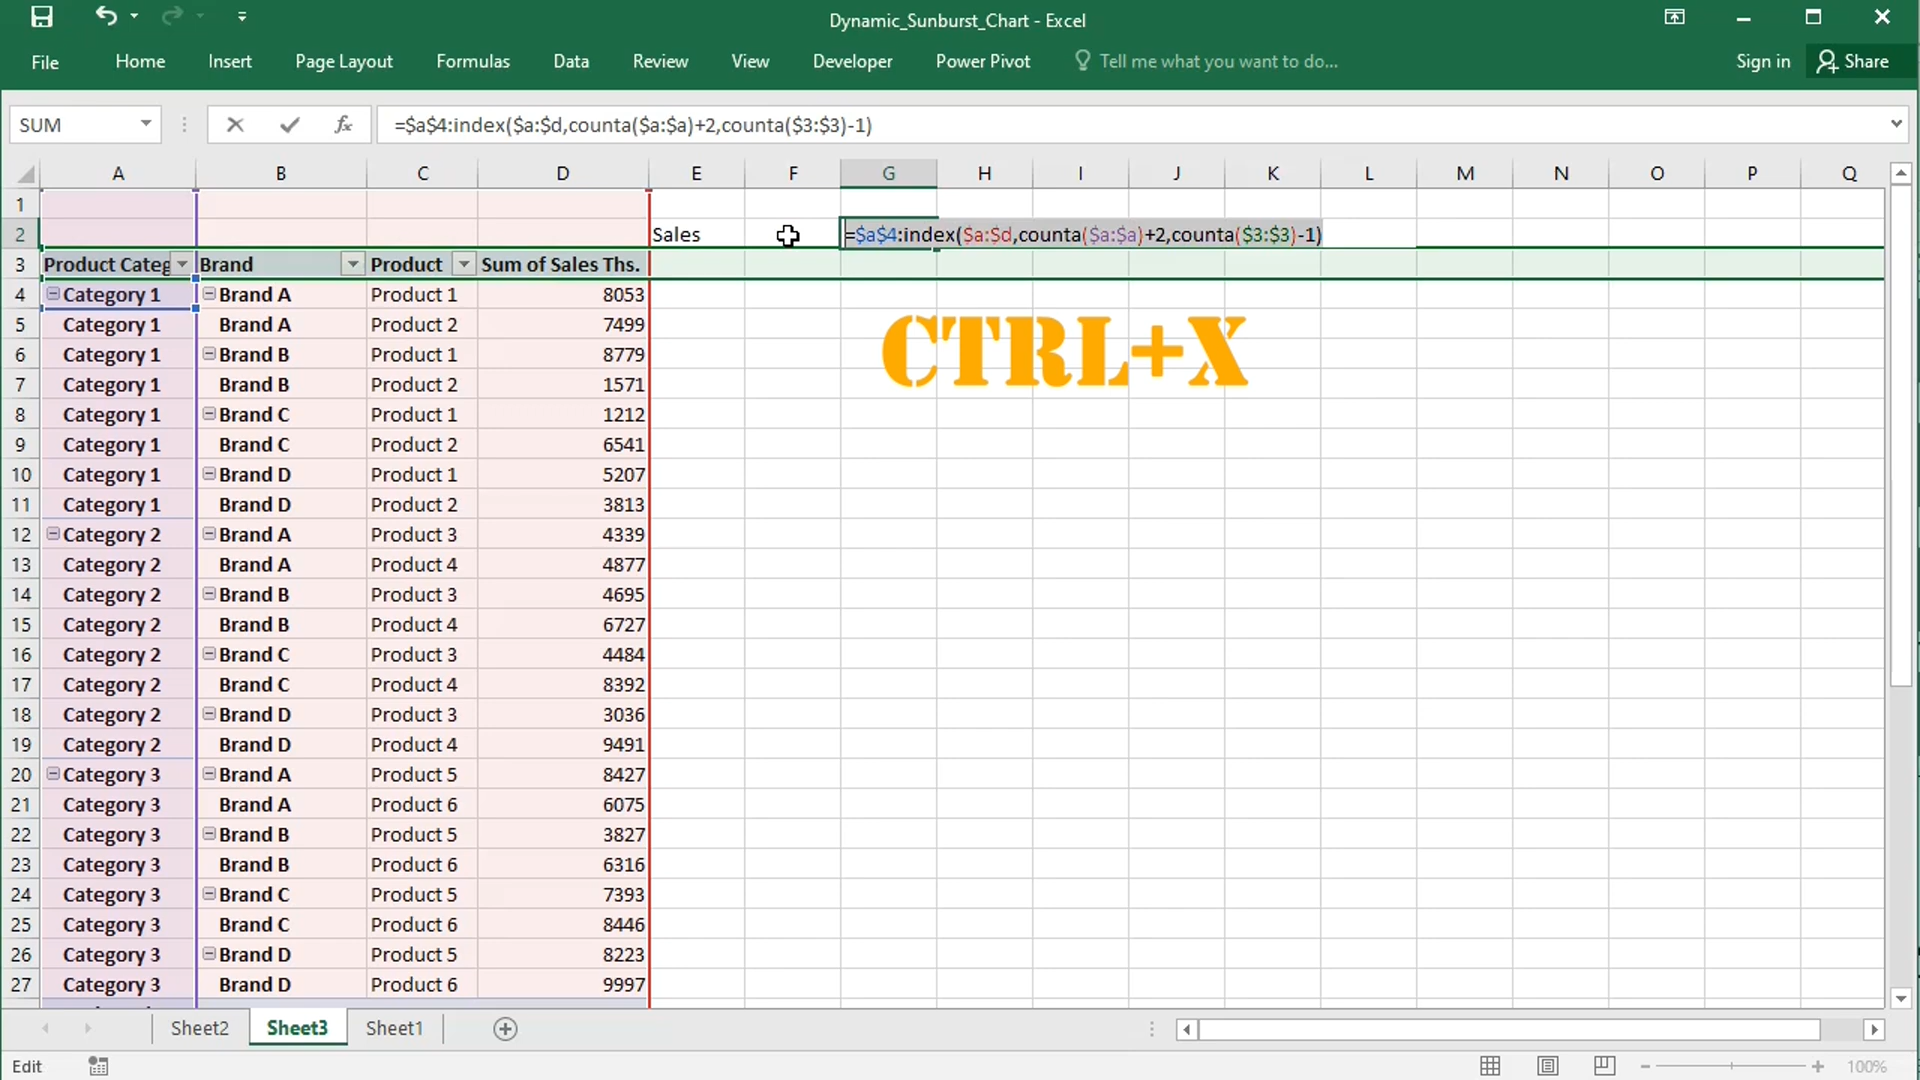 Dynamic_Sunburst_Chart - Excel
File Home Insert Page Layout Formulas Data Review View Developer Power Pivot Tell me what you want to do... Sign in Share
SUM fx =$a$4:index($a:$d,counta($a:$a)+2,counta($3:$3)-1)
A B C D E F G H I J K L M N O P Q
1
2 Sales =$a$4:index($a:$d,counta($a:$a)+2,counta($3:$3)-1)
3 Product Categ Brand Product Sum of Sales Ths.
4 Category 1 Brand A Product 1 8053
5 Category 1 Brand A Product 2 7499
6 Category 1 Brand B Product 1 8779
7 Category 1 Brand B Product 2 1571
8 Category 1 Brand C Product 1 1212
9 Category 1 Brand C Product 2 6541
10 Category 1 Brand D Product 1 5207
11 Category 1 Brand D Product 2 3813
12 Category 2 Brand A Product 3 4339
13 Category 2 Brand A Product 4 4877
14 Category 2 Brand B Product 3 4695
15 Category 2 Brand B Product 4 6727
16 Category 2 Brand C Product 3 4484
17 Category 2 Brand C Product 4 8392
18 Category 2 Brand D Product 3 3036
19 Category 2 Brand D Product 4 9491
20 Category 3 Brand A Product 5 8427
21 Category 3 Brand A Product 6 6075
22 Category 3 Brand B Product 5 3827
23 Category 3 Brand B Product 6 6316
24 Category 3 Brand C Product 5 7393
25 Category 3 Brand C Product 6 8446
26 Category 3 Brand D Product 5 8223
27 Category 3 Brand D Product 6 9997
CTRL+X
Sheet2 Sheet3 Sheet1
Edit 100%